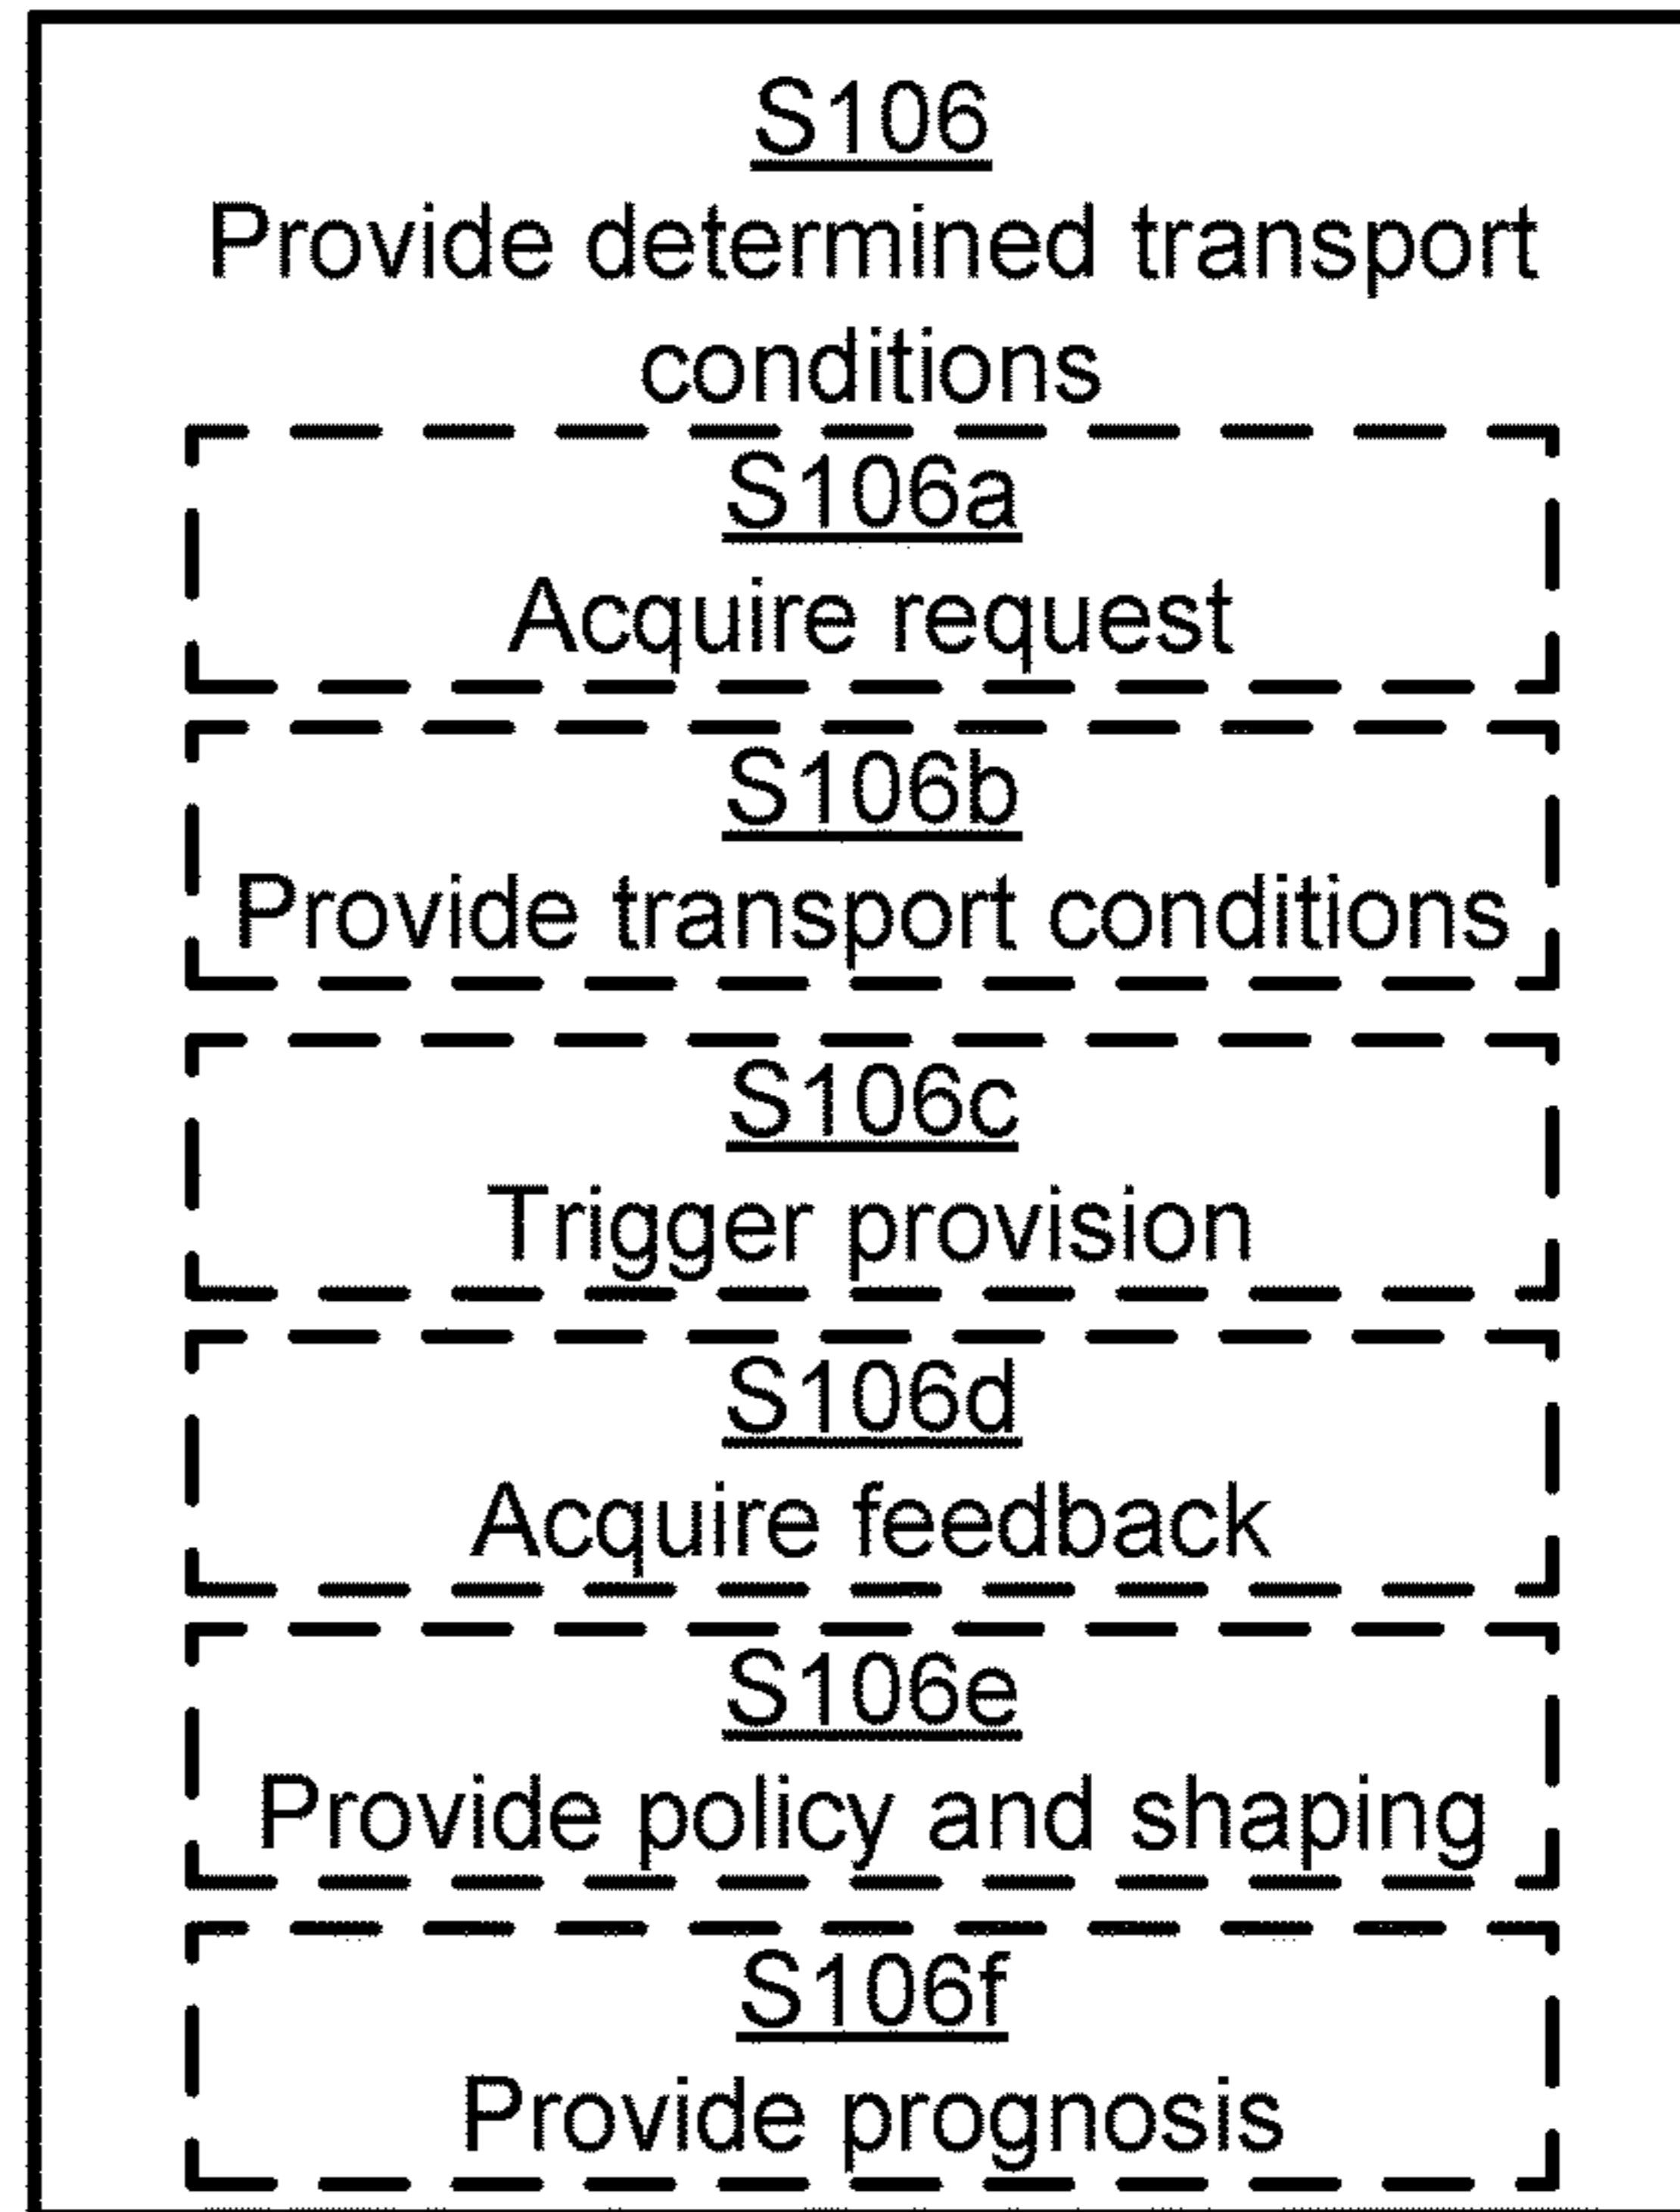 S106
Provide determined transport
conditions
S106a
Acquire request
S106b
Provide transport conditions
S106c
Trigger provision
S106d
Acquire feedback
S106e
Provide policy and shaping
S106f
Provide prognosis